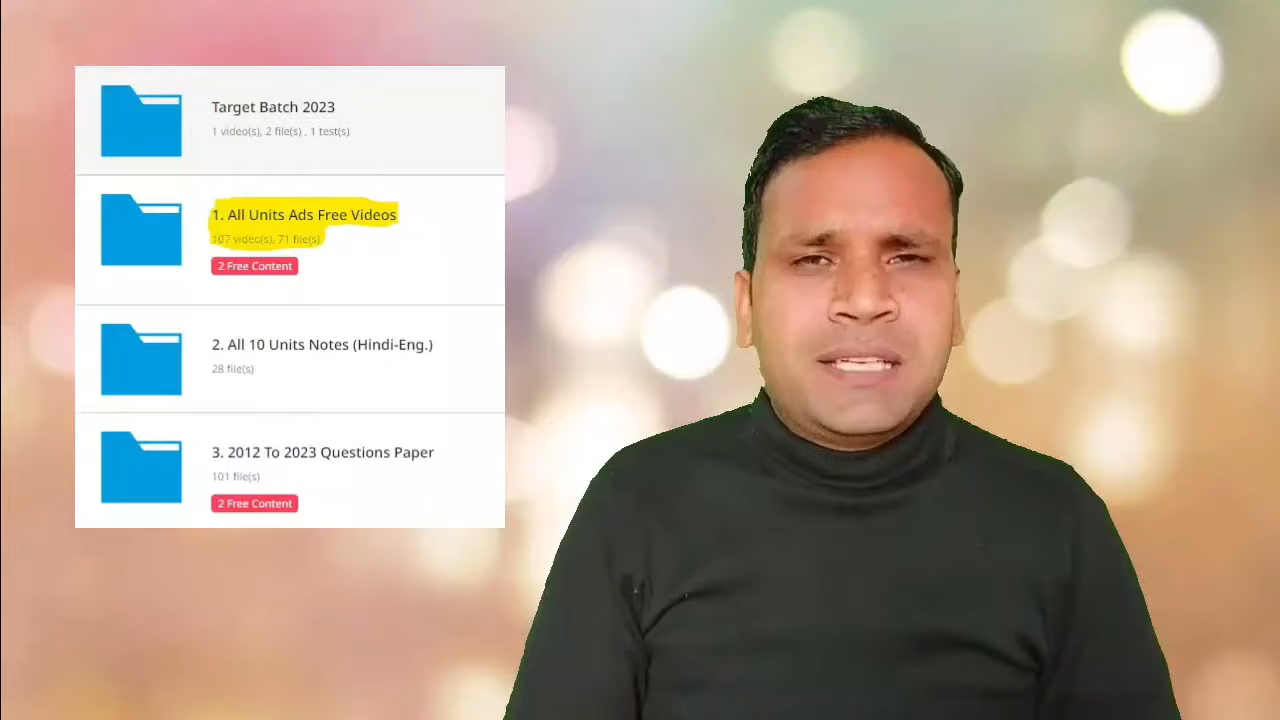 Target Batch 2023
1 video(s), 2 file(s) , 1 test(s)
1. All Units Ads Free Videos
107 video(s), 71 file(s)
2 Free Content
2. All 10 Units Notes (Hindi-Eng.)
28 file(s)
3. 2012 To 2023 Questions Paper
101 file(s)
2 Free Content